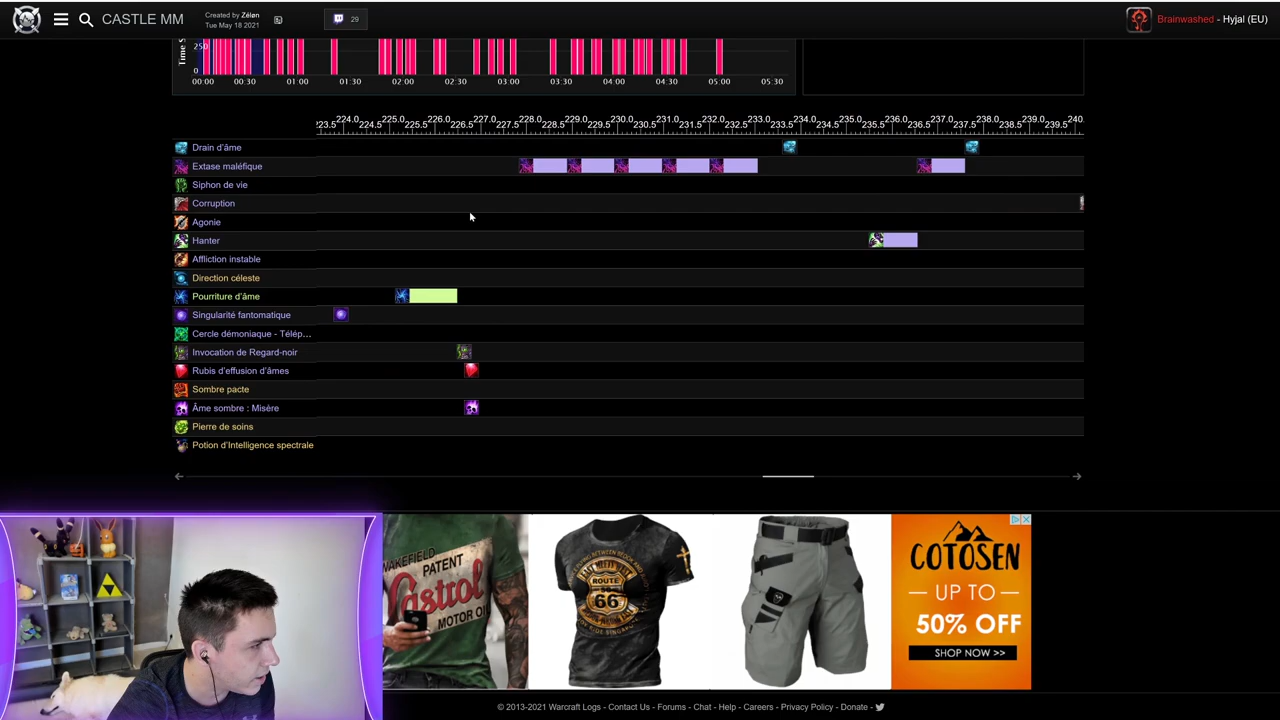 CASTLE MM
Created by Zéløn
Tue May 18 2021
29
Brainwashed - Hyjal (EU)
250
0
00:00 00:30 01:00 01:30 02:00 02:30 03:00 03:30 04:00 04:30 05:00 05:30
224.0 225.0 226.0 227.0 228.0 229.0 230.0 231.0 232.0 233.0 234.0 235.0 236.0 237.0 238.0 239.0 240.
223.5 224.5 225.5 226.5 227.5 228.5 229.5 230.5 231.5 232.5 233.5 234.5 235.5 236.5 237.5 238.5 239.5
Drain d'âme
Extase maléfique
Siphon de vie
Corruption
Agonie
Hanter
Affliction instable
Direction céleste
Pourriture d'âme
Singularité fantomatique
Cercle démoniaque - Télép...
Invocation de Regard-noir
Rubis d'effusion d'âmes
Sombre pacte
Âme sombre : Misère
Pierre de soins
Potion d'Intelligence spectrale
WAKEFIELD
PATENT
Castrol
MOTOR OIL
ROUTE
66
COTOSEN
— UP TO —
50% OFF
SHOP NOW >>
© 2013-2021 Warcraft Logs - Contact Us - Forums - Chat - Help - Careers - Privacy Policy - Donate -